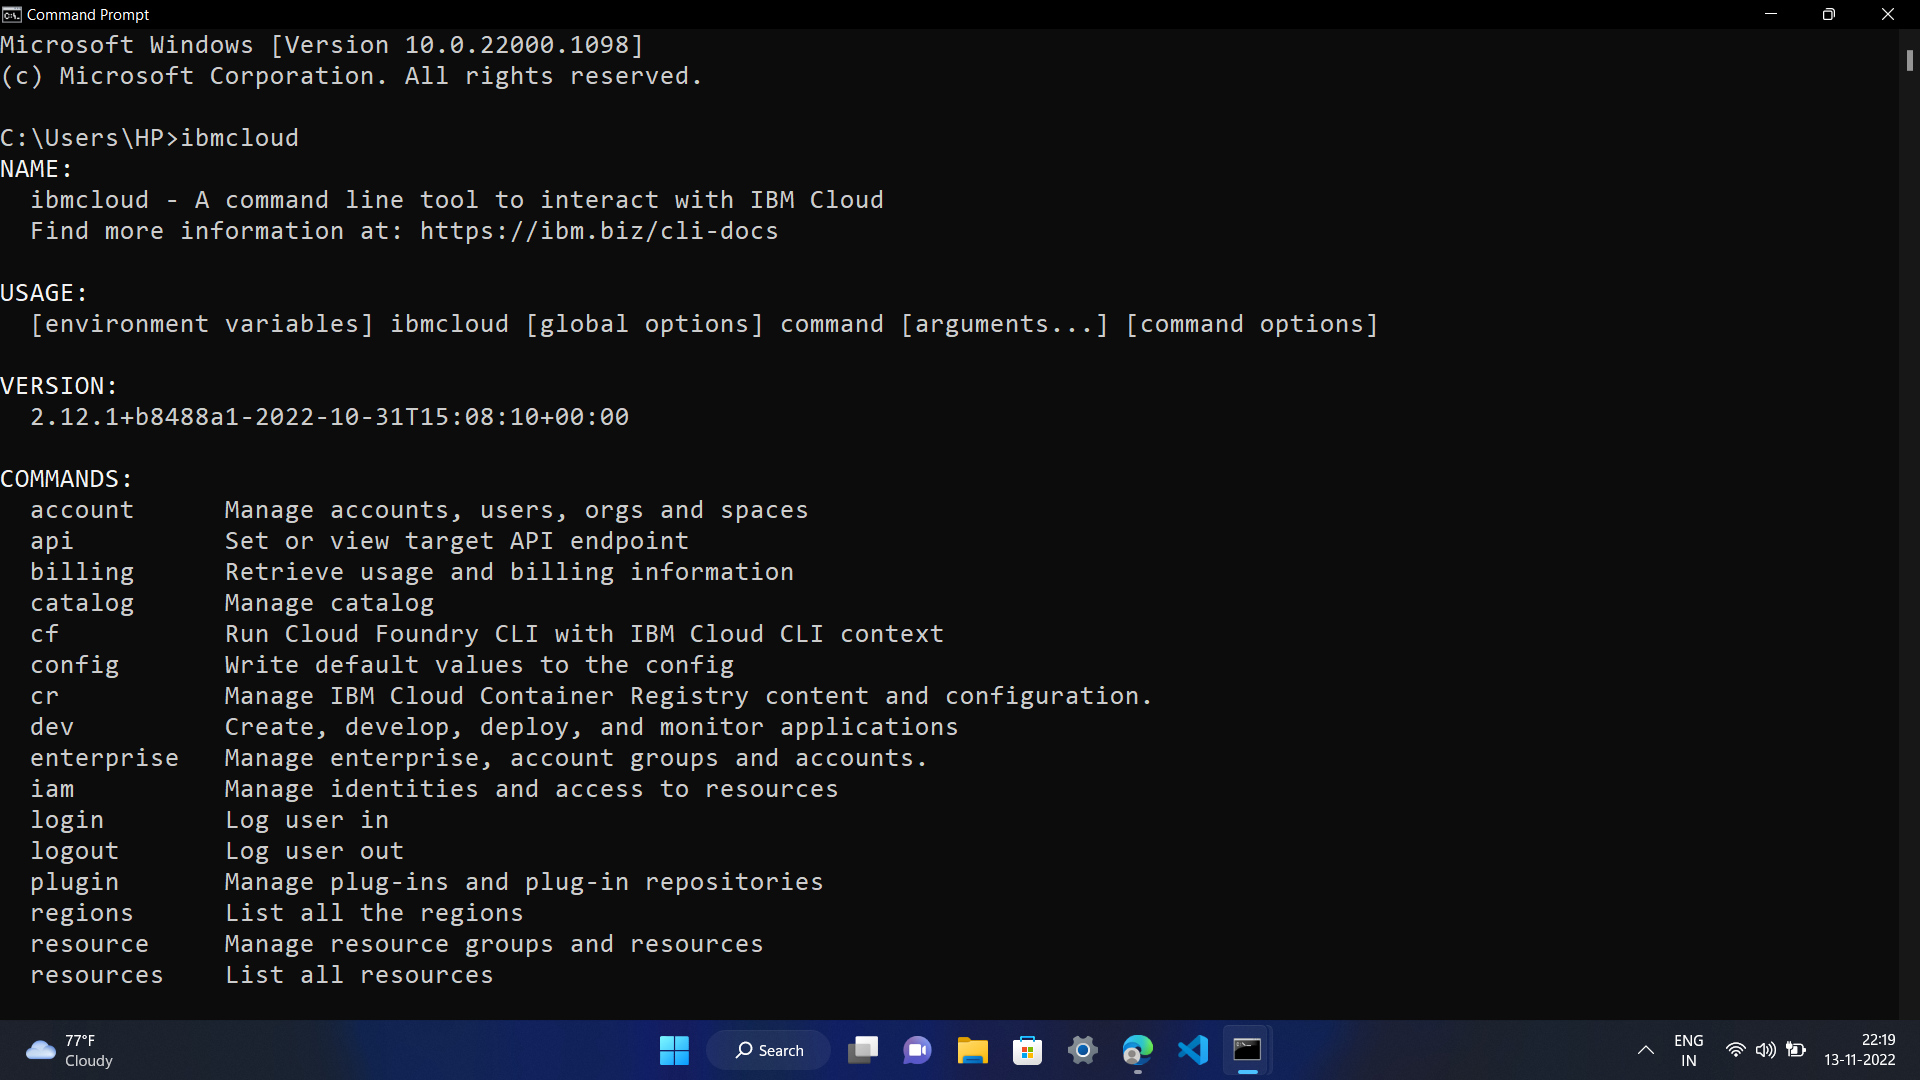 Command Prompt
Microsoft Windows [Version 10.0.22000.1098]
(c) Microsoft Corporation. All rights reserved.
C:\Users\HP>ibmcloud
NAME:
ibmcloud - A command line tool to interact with IBM Cloud
Find more information at: https://ibm.biz/cli-docs
USAGE:
[environment variables] ibmcloud [global options] command [arguments...] [command options]
VERSION:
2.12.1+b8488a1-2022-10-31T15:08:10+00:00
COMMANDS:
account Manage accounts, users, orgs and spaces
api Set or view target API endpoint
billing Retrieve usage and billing information
catalog Manage catalog
cf Run Cloud Foundry CLI with IBM Cloud CLI context
config Write default values to the config
cr Manage IBM Cloud Container Registry content and configuration.
dev Create, develop, deploy, and monitor applications
enterprise Manage enterprise, account groups and accounts.
iam Manage identities and access to resources
login Log user in
logout Log user out
plugin Manage plug-ins and plug-in repositories
regions List all the regions
resource Manage resource groups and resources
resources List all resources
77°F
Cloudy
Search
ENG
IN
22:19
13-11-2022